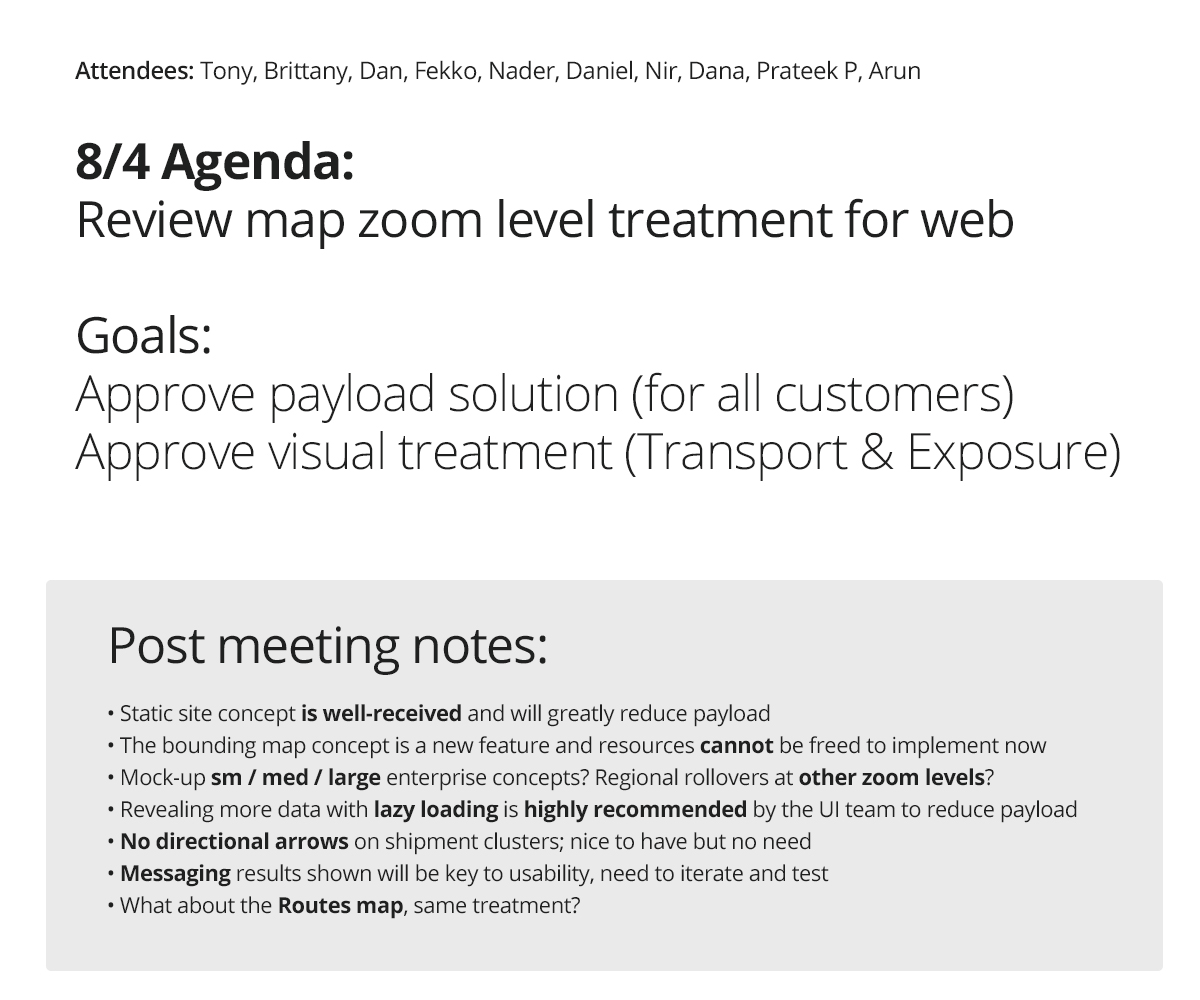 Attendees: Tony, Brittany, Dan, Fekko, Nader, Daniel, Nir, Dana, Prateek P, Arun
8/4 Agenda:
Review map zoom level treatment for web
Goals:
Approve payload solution (for all customers)
Approve visual treatment (Transport & Exposure)
Post meeting notes:
• Static site concept is well-received and will greatly reduce payload
• The bounding map concept is a new feature and resources cannot be freed to implement now
• Mock-up sm / med / large enterprise concepts? Regional rollovers at other zoom levels?
• Revealing more data with lazy loading is highly recommended by the UI team to reduce payload
• No directional arrows on shipment clusters; nice to have but no need
• Messaging results shown will be key to usability, need to iterate and test
• What about the Routes map, same treatment?